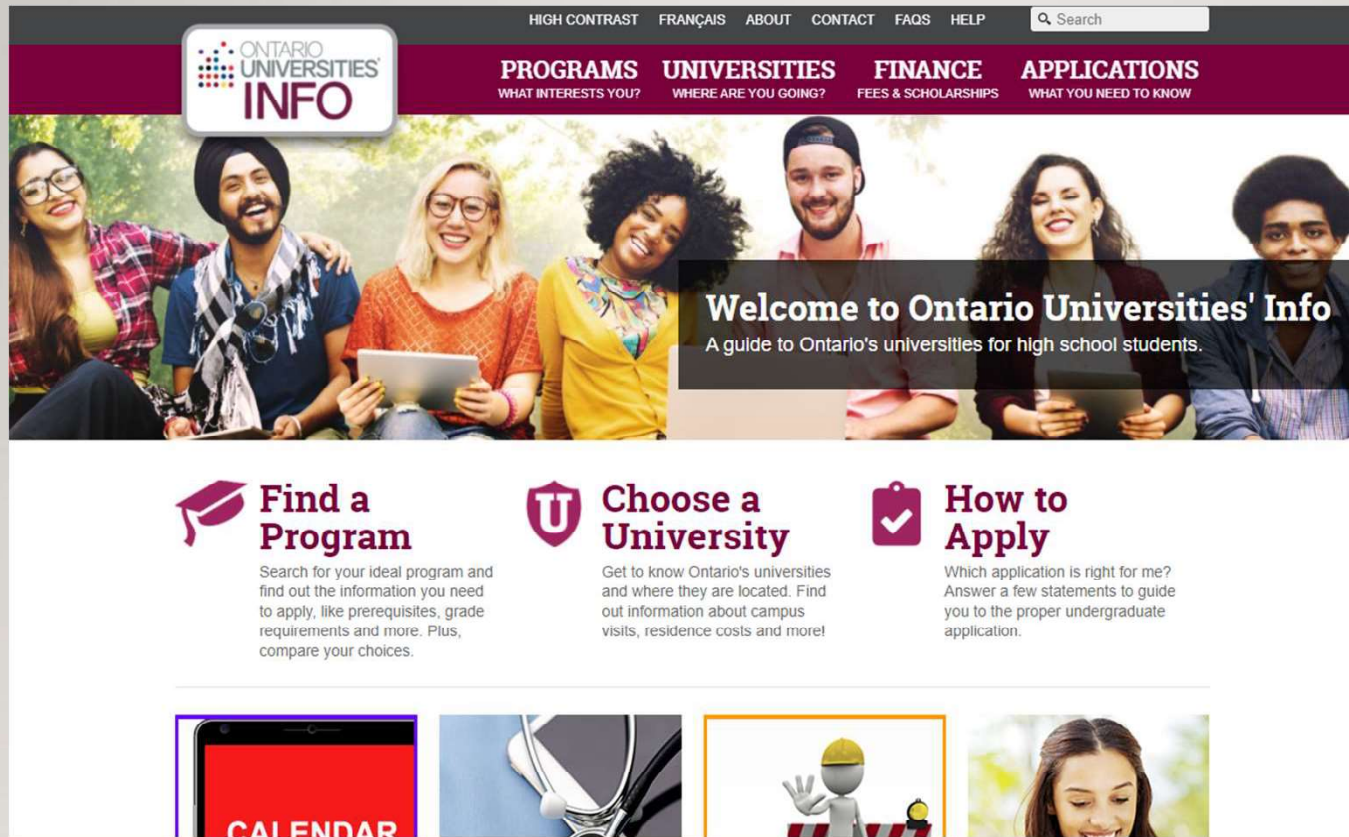 HIGH CONTRAST FRANÇAIS ABOUT CONTACT FAQS HELP Search
ONTARIO
UNIVERSITIES'
INFO
PROGRAMS UNIVERSITIES FINANCE APPLICATIONS
WHAT INTERESTS YOU? WHERE ARE YOU GOING? FEES & SCHOLARSHIPS WHAT YOU NEED TO KNOW
Welcome to Ontario Universities' Info
A guide to Ontario's universities for high school students.
Find a
Program
Search for your ideal program and
find out the information you need
to apply, like prerequisites, grade
requirements and more. Plus,
compare your choices.
U
Choose a
University
Get to know Ontario's universities
and where they are located. Find
out information about campus
visits, residence costs and more!
How to
Apply
Which application is right for me?
Answer a few statements to guide
you to the proper undergraduate
application.
CALENDAR